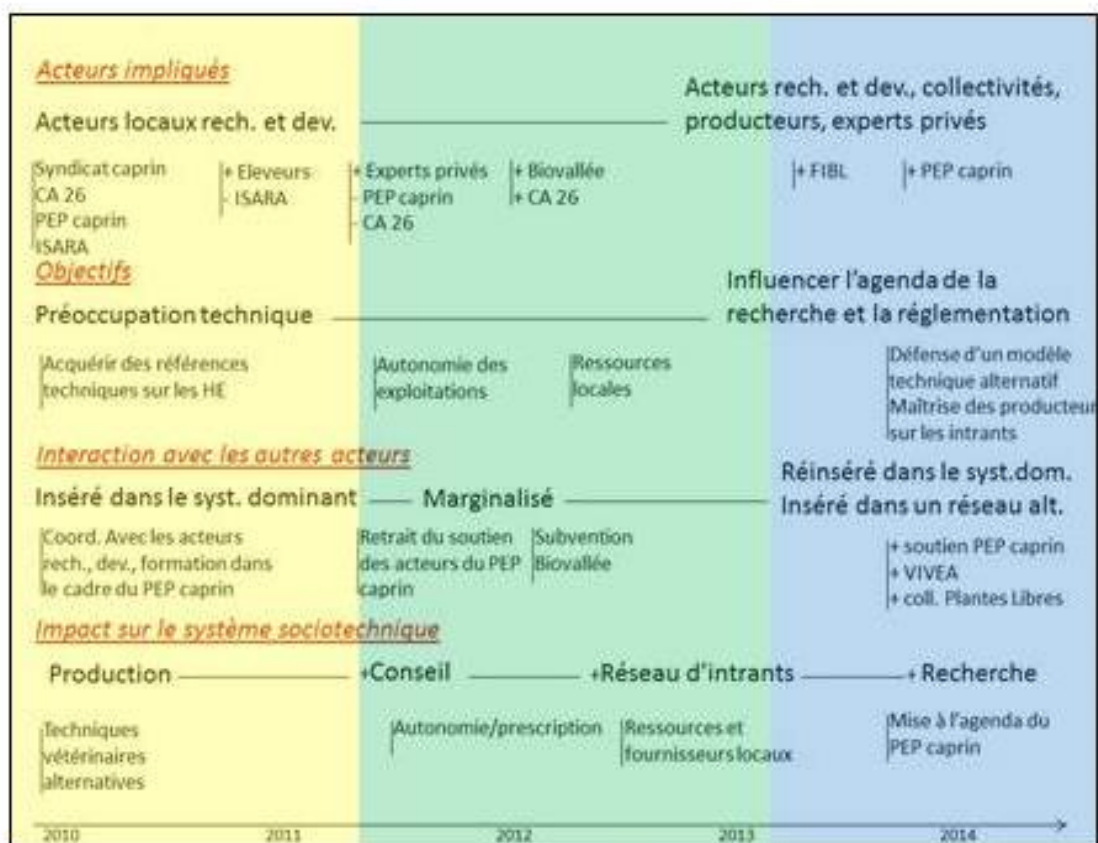 Acteurs impliqués
Acteurs locaux rech. et dev.
Acteurs rech. et dev., collectivités,
producteurs, experts privés
Syndicat caprin
CA 26
PEP caprin
ISARA
+ Eleveurs
- ISARA
+ Experts privés
- PEP caprin
- CA 26
+ Biovallée
+ CA 26
+ FIBL
+ PEP caprin
Objectifs
Préoccupation technique
Influencer l'agenda de la
recherche et la réglementation
Acquérir des références
techniques sur les HE
Autonomie des
exploitations
Ressources
locales
Défense d'un modèle
technique alternatif
Maîtrise des producteur
sur les intrants
Interaction avec les autres acteurs
Inséré dans le syst. dominant
Marginalisé
Réinséré dans le syst.dom.
Inséré dans un réseau alt.
Coord. Avec les acteurs
rech., dev., formation dans
le cadre du PEP caprin
Retrait du soutien
des acteurs du PEP
caprin
Subvention
Biovallée
+ soutien PEP caprin
+ VIVEA
+ coll. Plantes Libres
Impact sur le système sociotechnique
Production
+Conseil
+Réseau d'intrants
+ Recherche
Techniques
vétérinaires
alternatives
Autonomie/prescription
Ressources et
fournisseurs locaux
Mise à l'agenda du
PEP caprin
2010
2011
2012
2013
2014